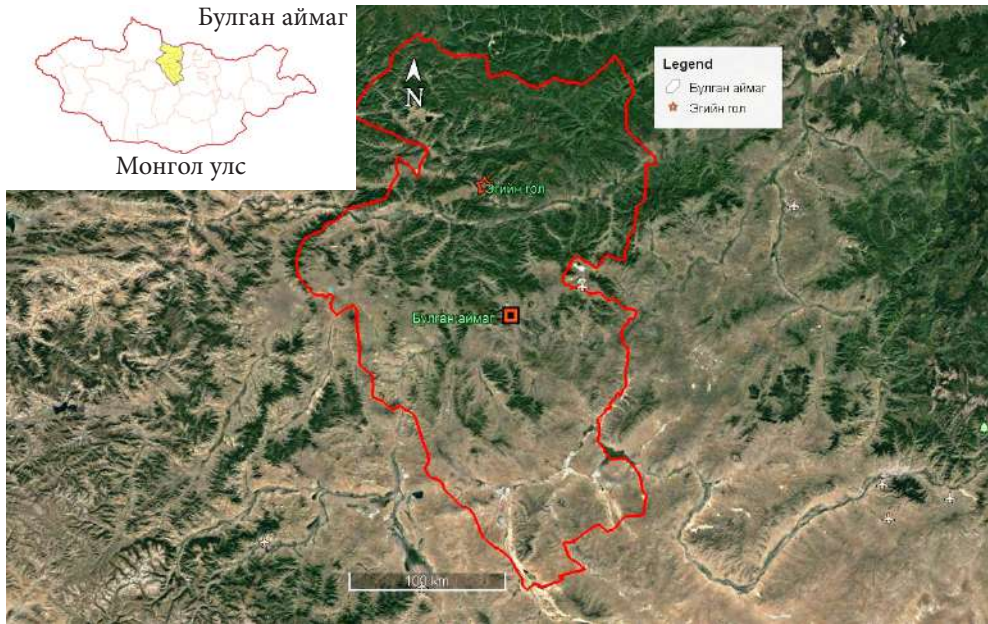 Булган аймаг
Монгол улс
N
Legend
Булган аймаг
Эгийн гол
Эгийн гол
Булган аймаг
100 km